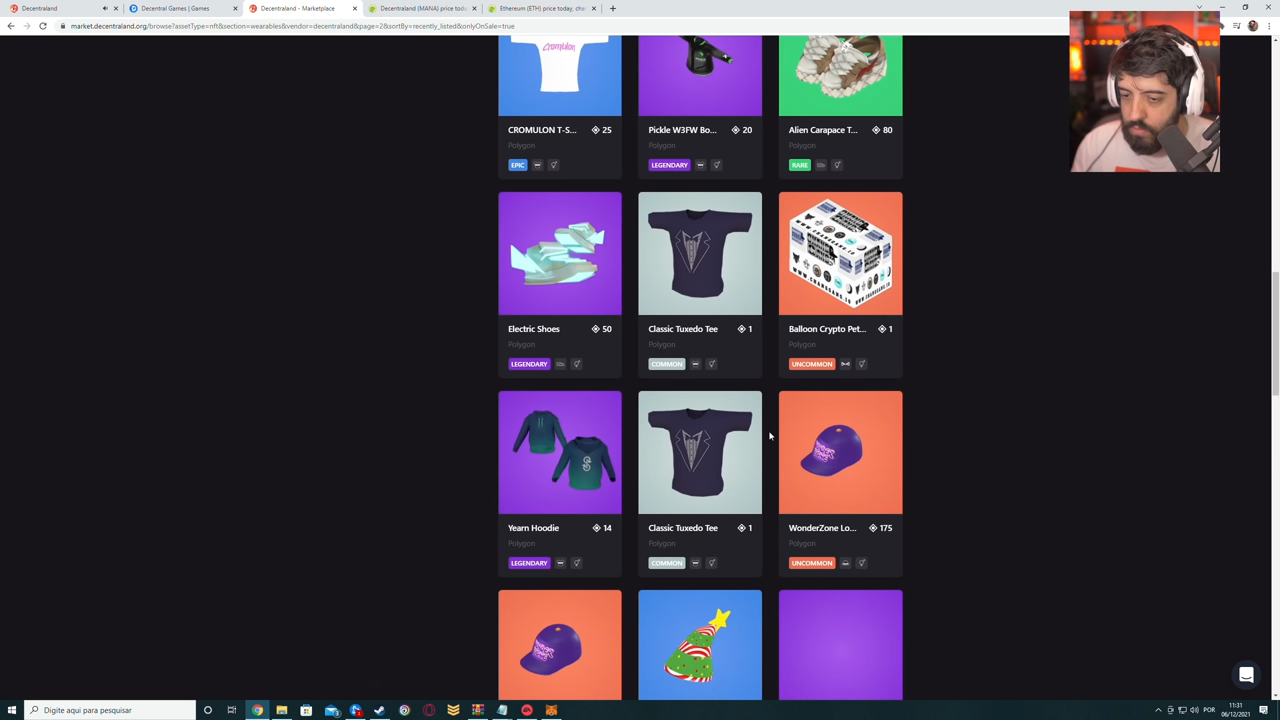 Decentraland
Decentral Games | Games
Decentraland - Marketplace
Decentraland (MANA) price toda
Ethereum (ETH) price today, cha
market.decentraland.org/browse?assetType=nft&section=wearables&vendor=decentraland&page=2&sortBy=recently_listed&onlyOnSale=true
Cromulon
CROMULON T-S... 25
Polygon
EPIC
Pickle W3FW Bo... 20
Polygon
LEGENDARY
Alien Carapace T... 80
Polygon
RARE
Electric Shoes 50
Polygon
LEGENDARY
Classic Tuxedo Tee 1
Polygon
COMMON
Balloon Crypto Pet... 1
Polygon
UNCOMMON
Yearn Hoodie 14
Polygon
LEGENDARY
Classic Tuxedo Tee 1
Polygon
COMMON
WonderZone Lo... 175
Polygon
UNCOMMON
Digite aqui para pesquisar
POR
11:31
06/12/2021